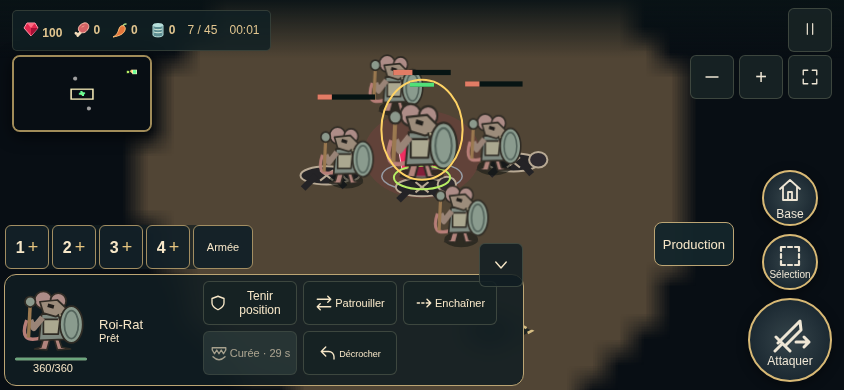 100 0 0 0 7 / 45 00:01
1 + 2 + 3 + 4 + Armée
Production
Base
Sélection
Attaquer
Roi-Rat
Prêt
360/360
Tenir
position
Patrouiller
Enchaîner
Curée · 29 s
Décrocher